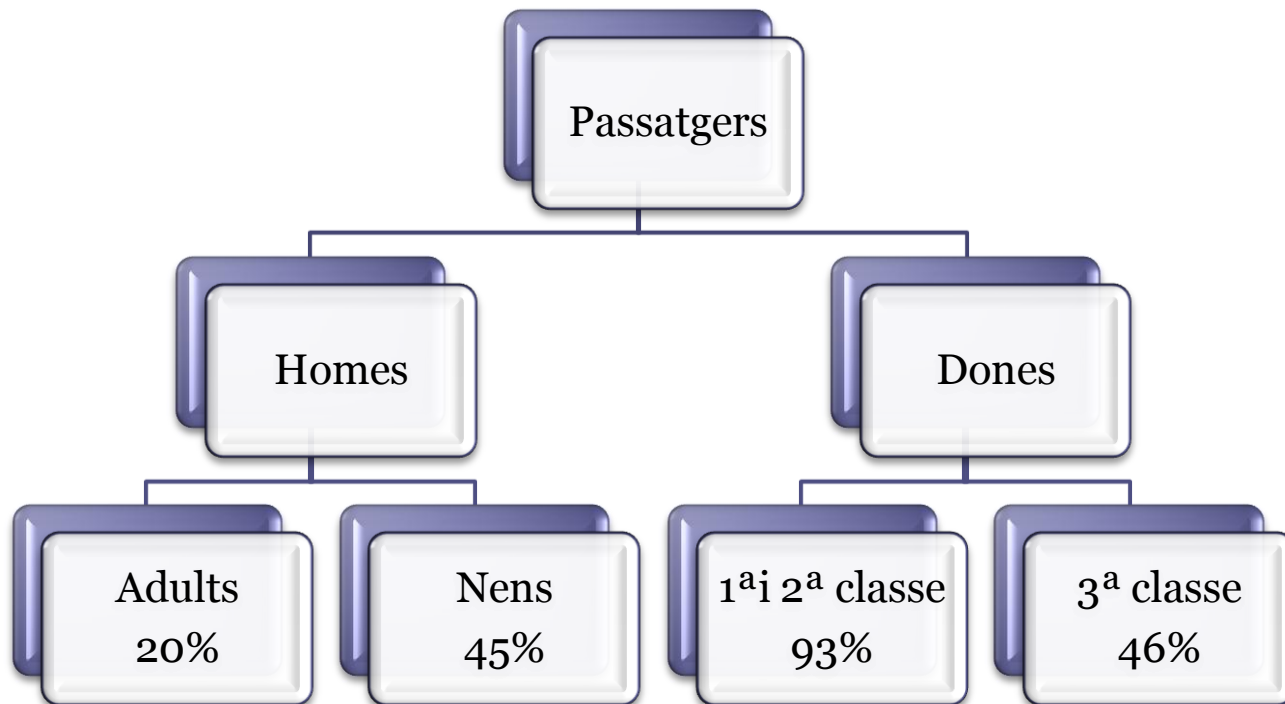 Passatgers
Homes
Dones
Adults
20%
Nens
45%
1ªi 2ª classe
93%
3ª classe
46%